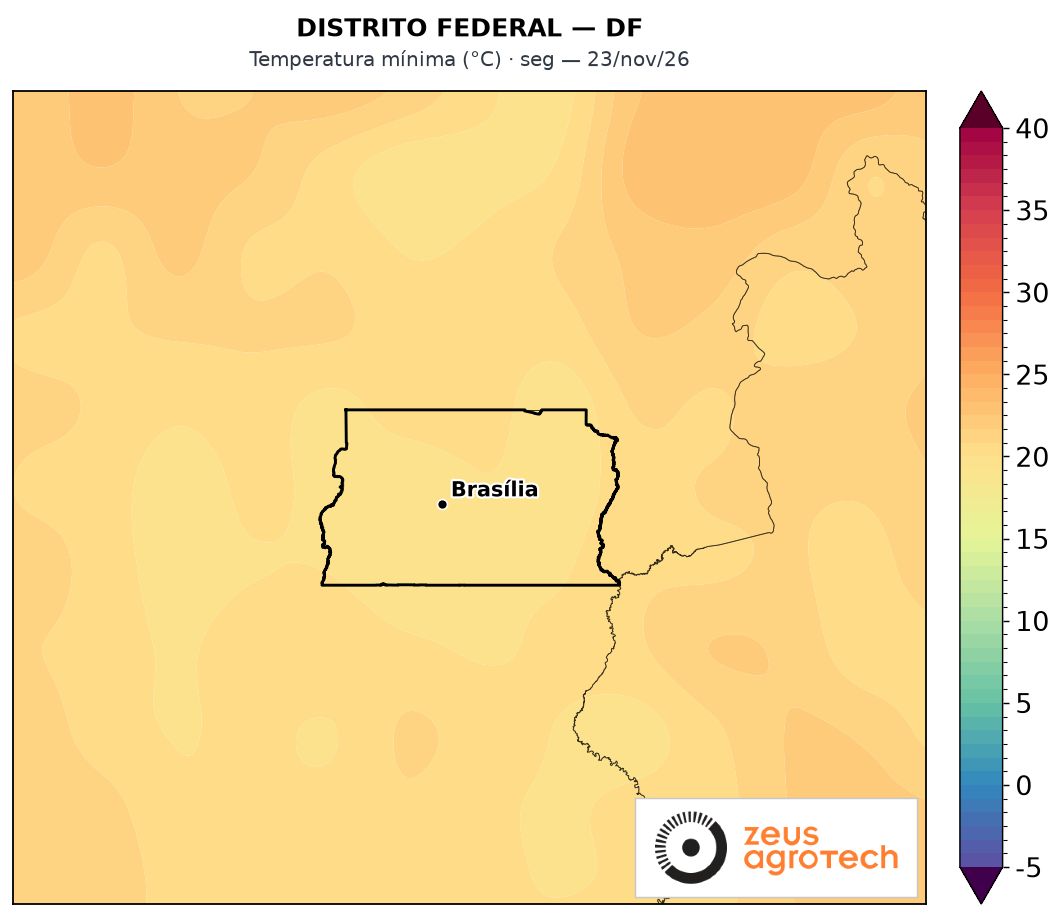 DISTRITO FEDERAL — DF
Temperatura mínima (°C) · seg — 23/nov/26
40
35
30
25
20
15
10
5
0
-5
Brasília
zeus
agrotech